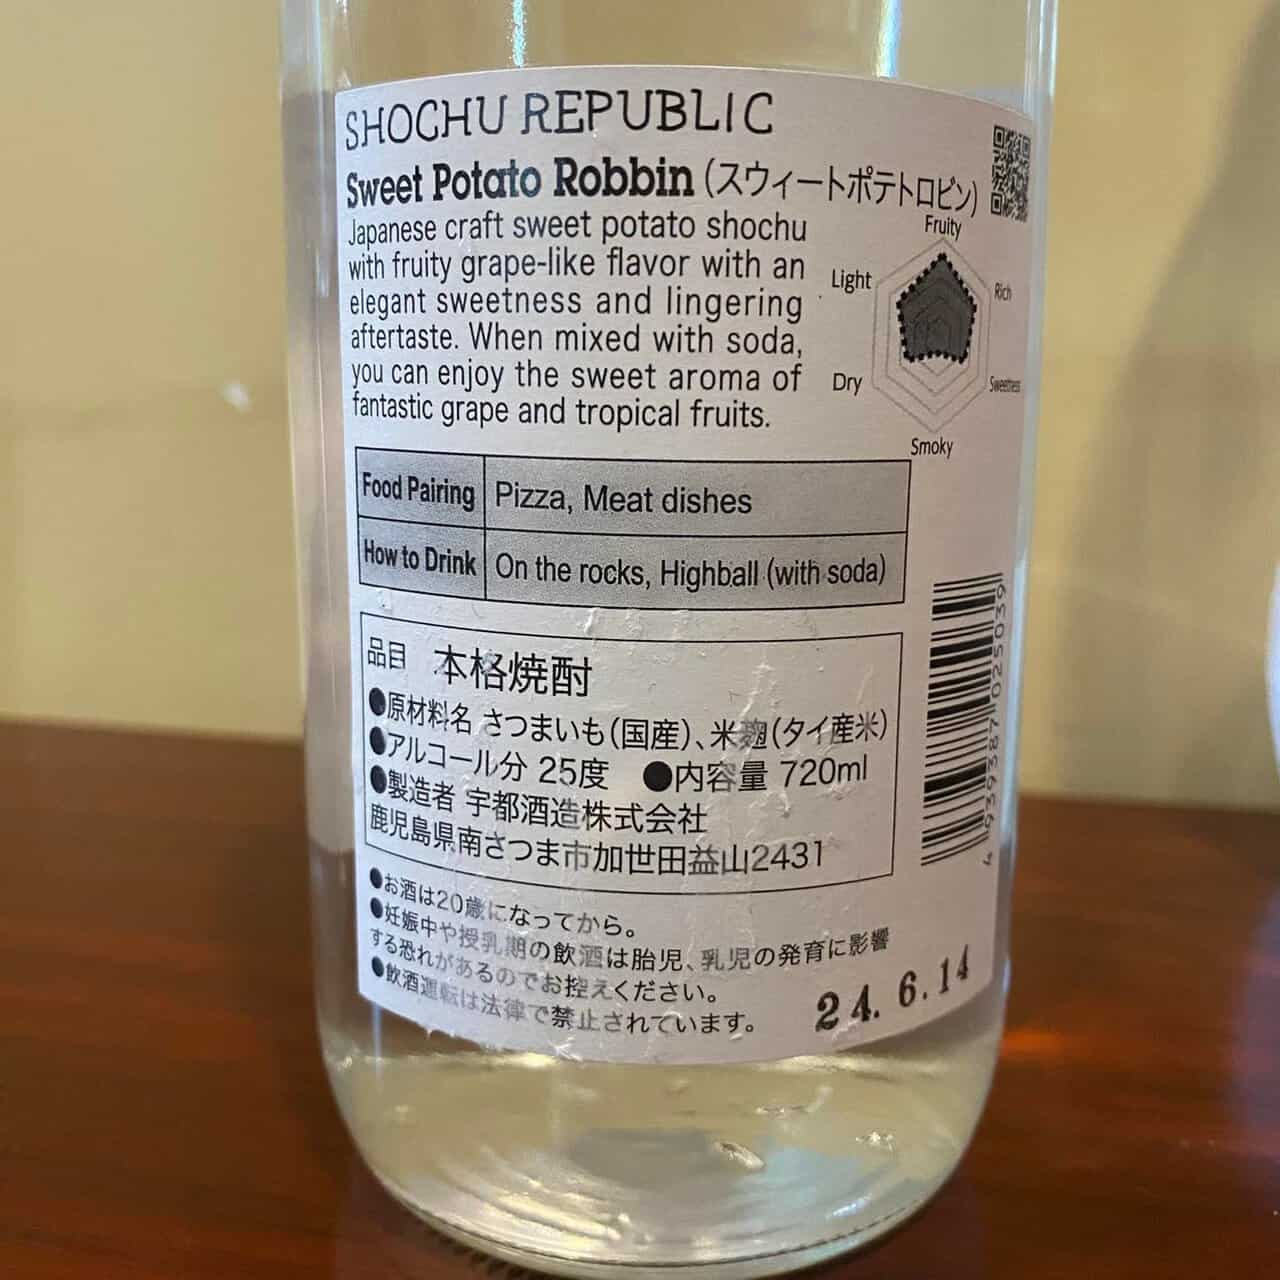 SHOCHU REPUBLIC
Sweet Potato Robbin (スウィートポテトロビン)
Japanese craft sweet potato shochu
with fruity grape-like flavor with an
elegant sweetness and lingering
aftertaste. When mixed with soda,
you can enjoy the sweet aroma of
fantastic grape and tropical fruits.
Fruity
Light
Rich
Dry
Sweetness
Smoky
Food Pairing Pizza, Meat dishes
How to Drink On the rocks, Highball (with soda)
品目 本格焼酎
●原材料名 さつまいも(国産)、米麹(タイ産米)
●アルコール分 25度 ●内容量 720ml
●製造者 宇都酒造株式会社
鹿児島県南さつま市加世田益山2431
●お酒は20歳になってから。
●妊娠中や授乳期の飲酒は胎児、乳児の発育に影響
する恐れがあるのでお控えください。
●飲酒運転は法律で禁止されています。
24. 6. 14
4 939387 025039